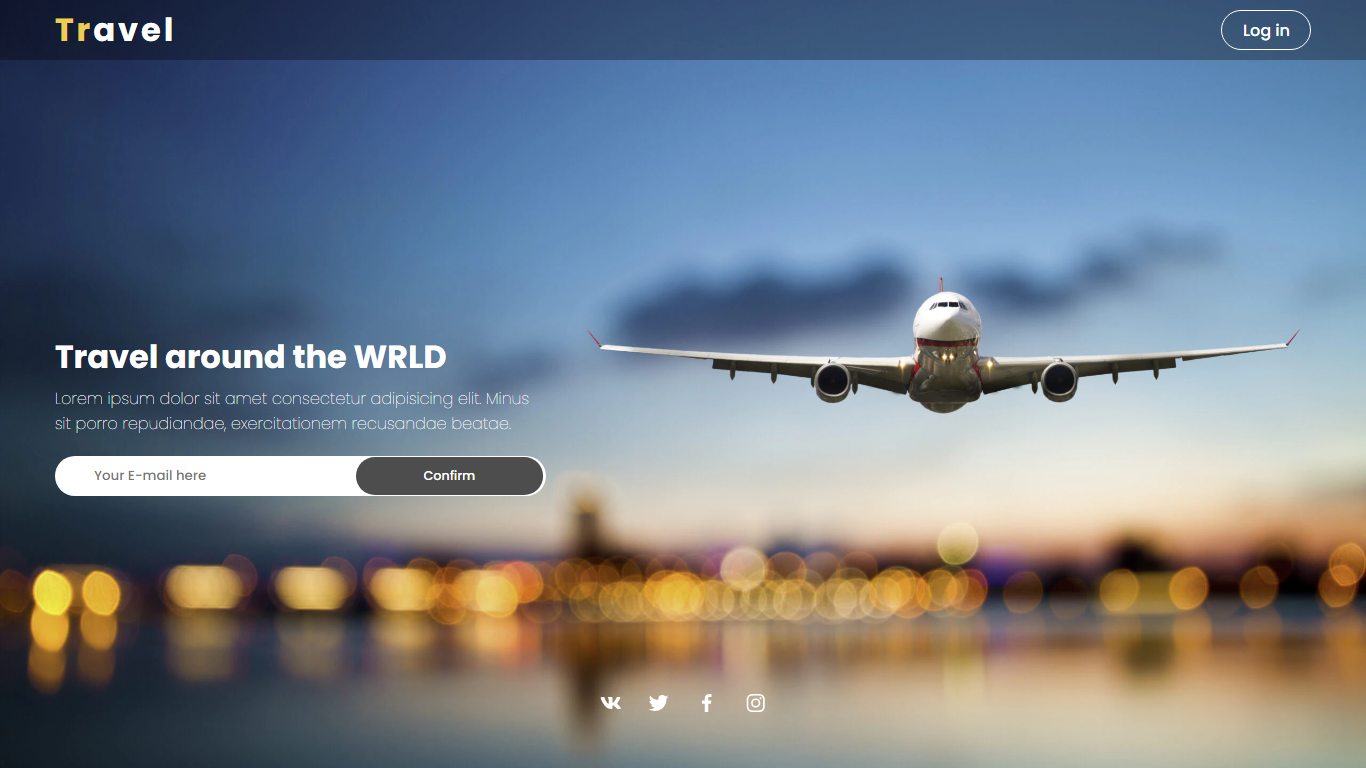 Travel
Log in
Travel around the WRLD
Lorem ipsum dolor sit amet consectetur adipisicing elit. Minus
sit porro repudiandae, exercitationem recusandae beatae.
Your E-mail here
Confirm